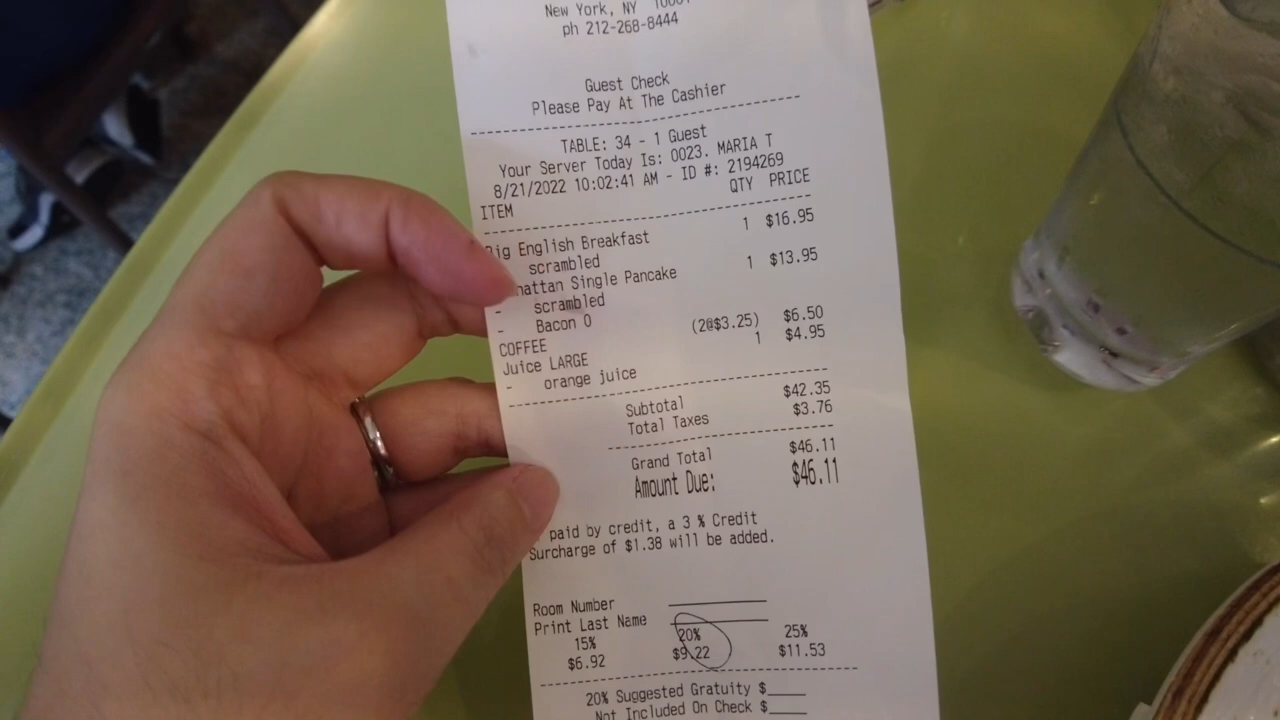 New York, NY 10001
ph 212-268-8444
Guest Check
Please Pay At The Cashier
TABLE: 34 - 1 Guest
Your Server Today Is: 0023. MARIA T
8/21/2022 10:02:41 AM - ID #: 2194269
ITEM QTY PRICE
Big English Breakfast 1 $16.95
scrambled
hattan Single Pancake 1 $13.95
- scrambled
- Bacon O
COFFEE (2@$3.25) $6.50
Juice LARGE 1 $4.95
- orange juice
Subtotal $42.35
Total Taxes $3.76
Grand Total $46.11
Amount Due: $46.11
paid by credit, a 3 % Credit
Surcharge of $1.38 will be added.
Room Number
Print Last Name
15% 20% 25%
$6.92 $9.22 $11.53
20% Suggested Gratuity $____
Not Included On Check $____